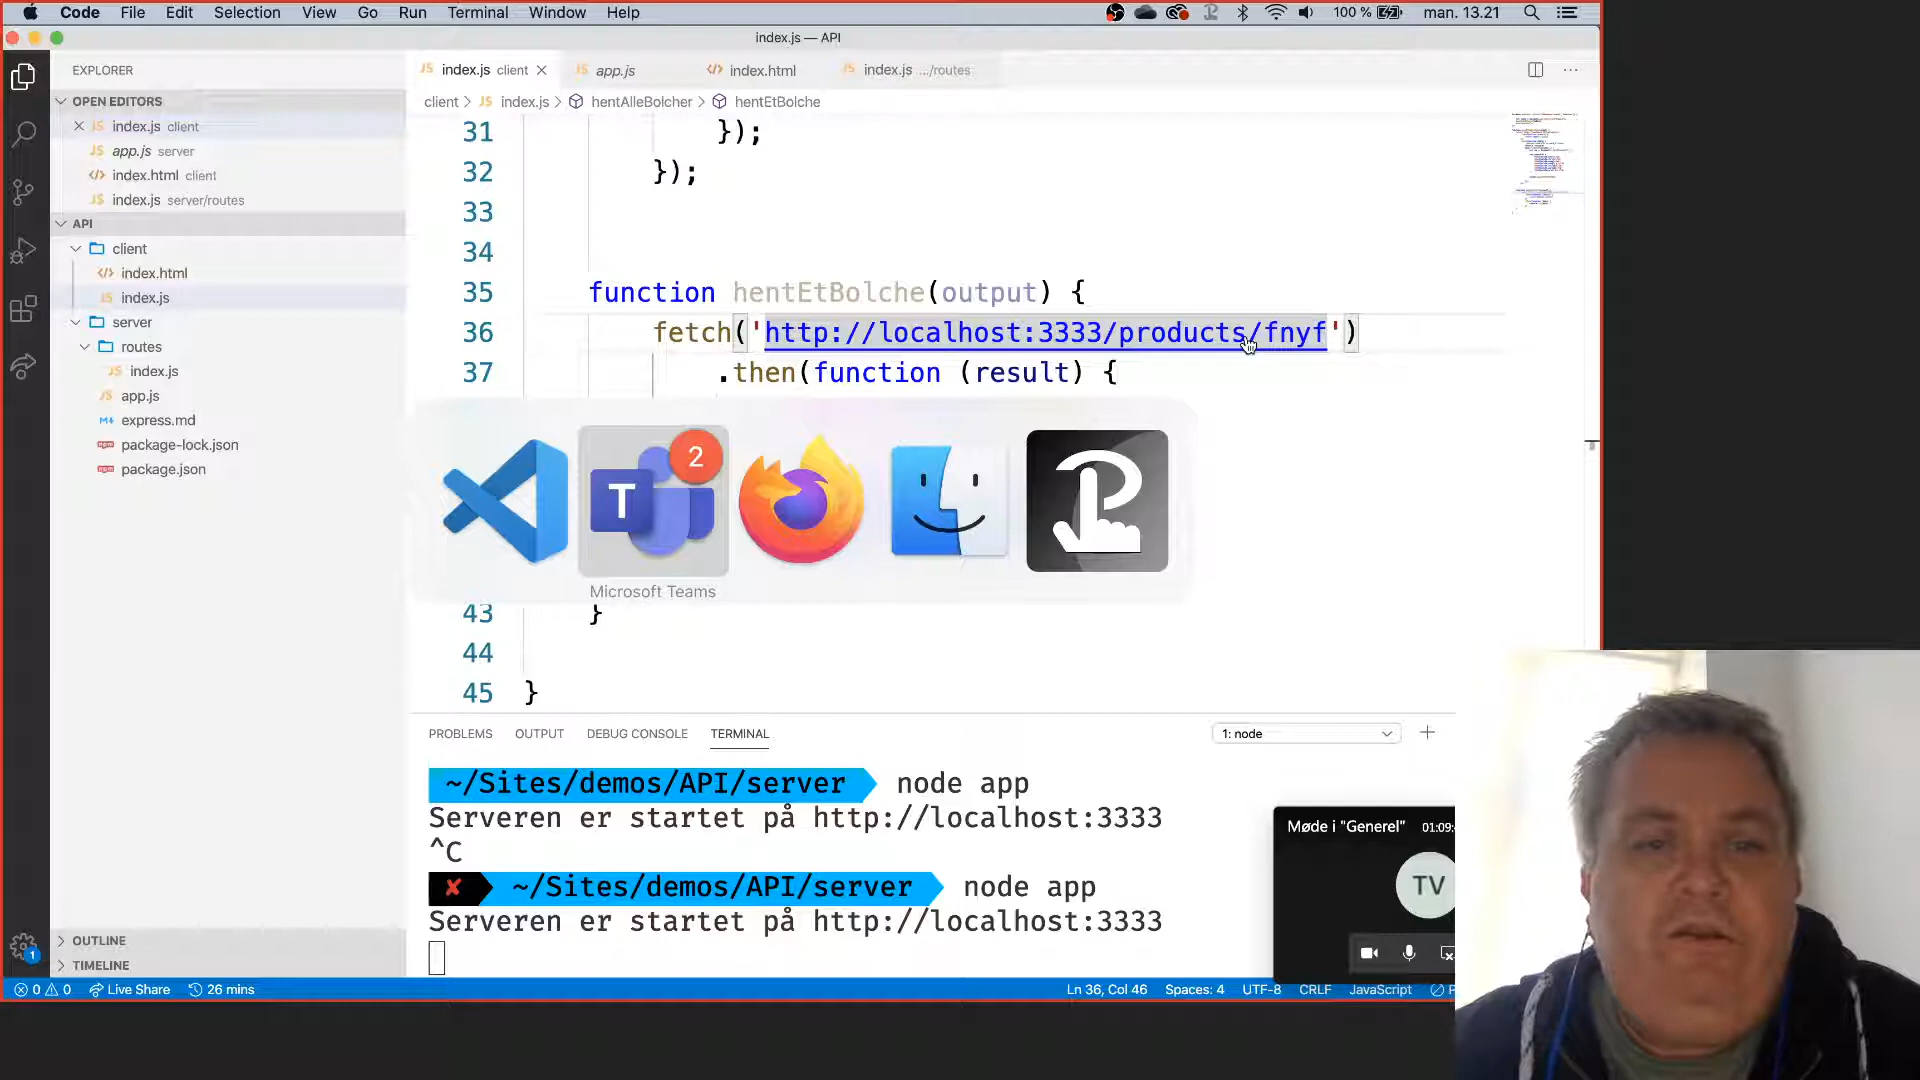 Code File Edit Selection View Go Run Terminal Window Help
100 % man. 13.21
index.js — API
EXPLORER
OPEN EDITORS
index.js client
app.js server
index.html client
index.js server/routes
API
client
index.html
index.js
server
routes
index.js
app.js
express.md
package-lock.json
package.json
OUTLINE
TIMELINE
index.js client
app.js
index.html
index.js .../routes
client > index.js > hentAlleBolcher > hentEtBolche
31 });
32 });
33
34
35 function hentEtBolche(output) {
36 fetch('http://localhost:3333/products/fnyf')
37 .then(function (result) {
T
2
Microsoft Teams
43 }
44
45 }
PROBLEMS OUTPUT DEBUG CONSOLE TERMINAL
1: node
~/Sites/demos/API/server node app
Serveren er startet på http://localhost:3333
^C
✘ ~/Sites/demos/API/server node app
Serveren er startet på http://localhost:3333
Møde i "Generel" 01:09:
TV
1
0 0 Live Share 26 mins
Ln 36, Col 46 Spaces: 4 UTF-8 CRLF JavaScript P